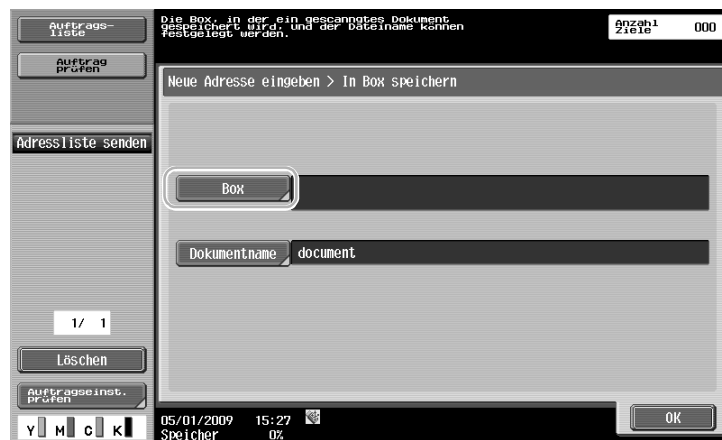 Auftrags-
liste
Auftrag
prüfen
Adressliste senden
1/ 1
Löschen
Auftragseinst.
prüfen
Y M C K
Die Box, in der ein gescanngtes Dokument
gespeichert wird, und der Dateiname können
festgelegt werden.
Anzahl
Ziele 000
Neue Adresse eingeben > In Box speichern
Box
Dokumentname document
05/01/2009 15:27
Speicher 0%
OK